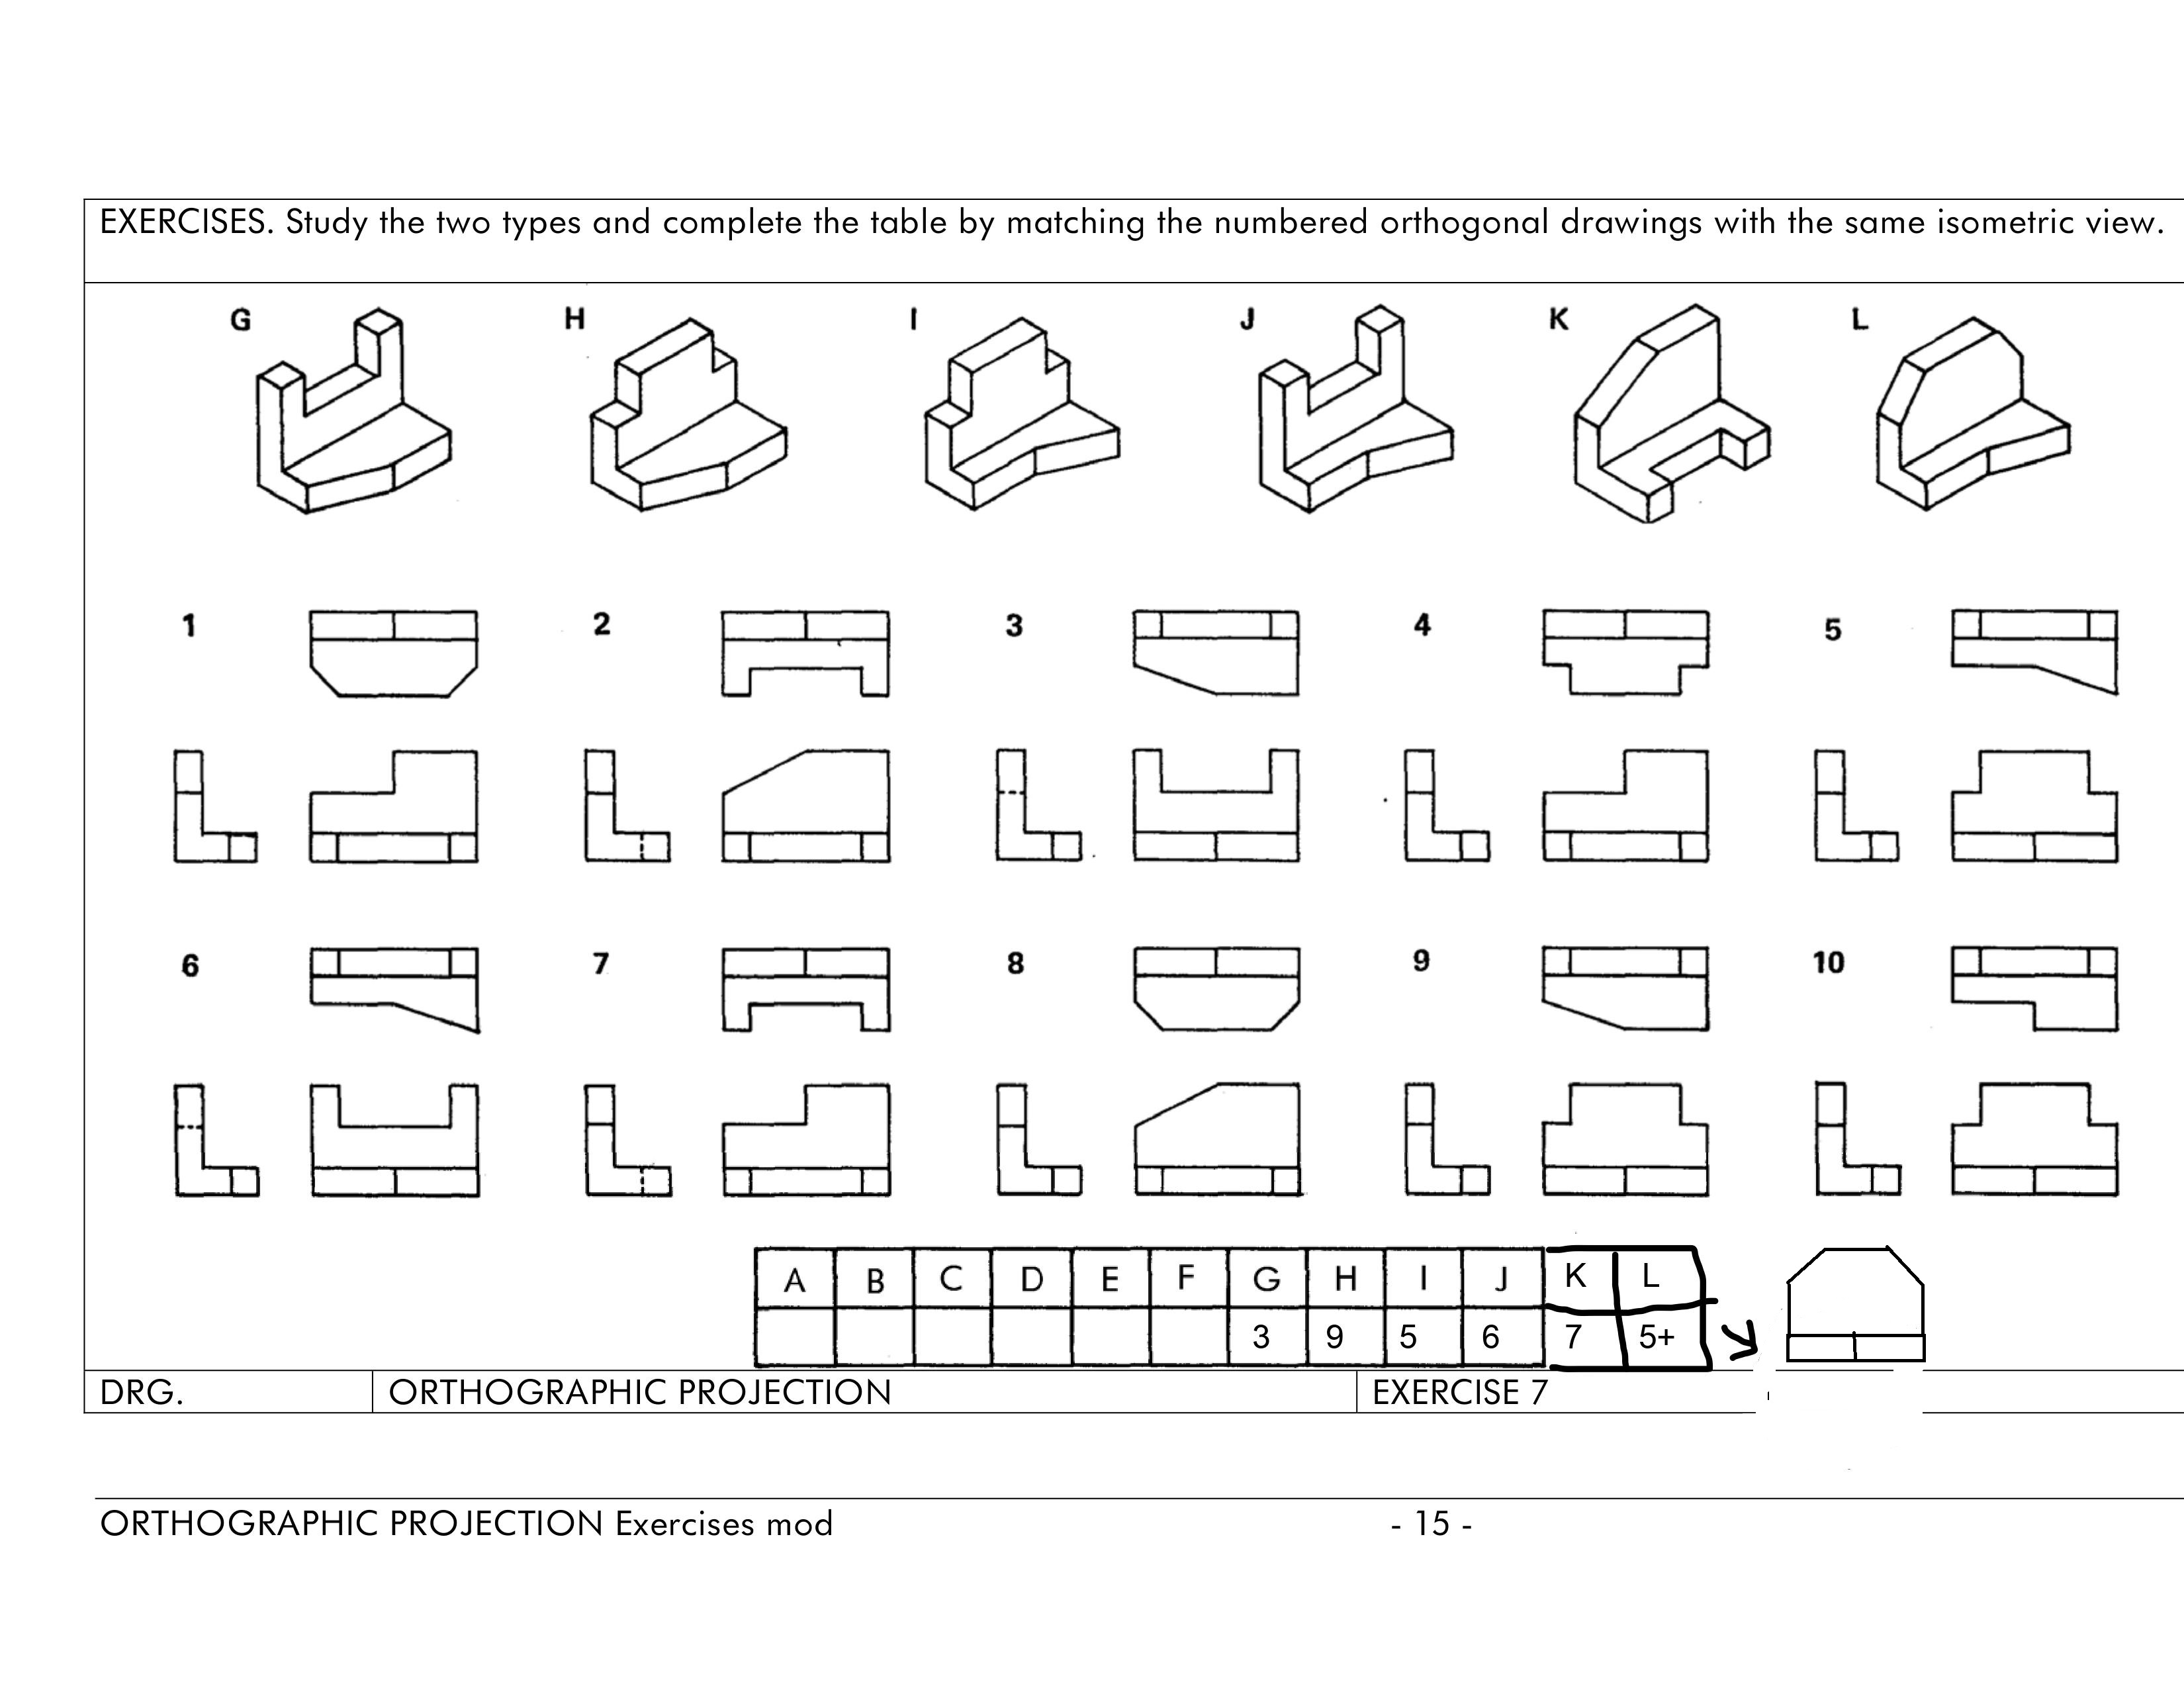 EXERCISES. Study the two types and complete the table by matching the numbered orthogonal drawings with the same isometric view.
G H I J K L
1 2 3 4 5
6 7 8 9 10
A B C D E F G H I J K L
3 9 5 6 7 5+
DRG. ORTHOGRAPHIC PROJECTION EXERCISE 7
ORTHOGRAPHIC PROJECTION Exercises mod - 15 -